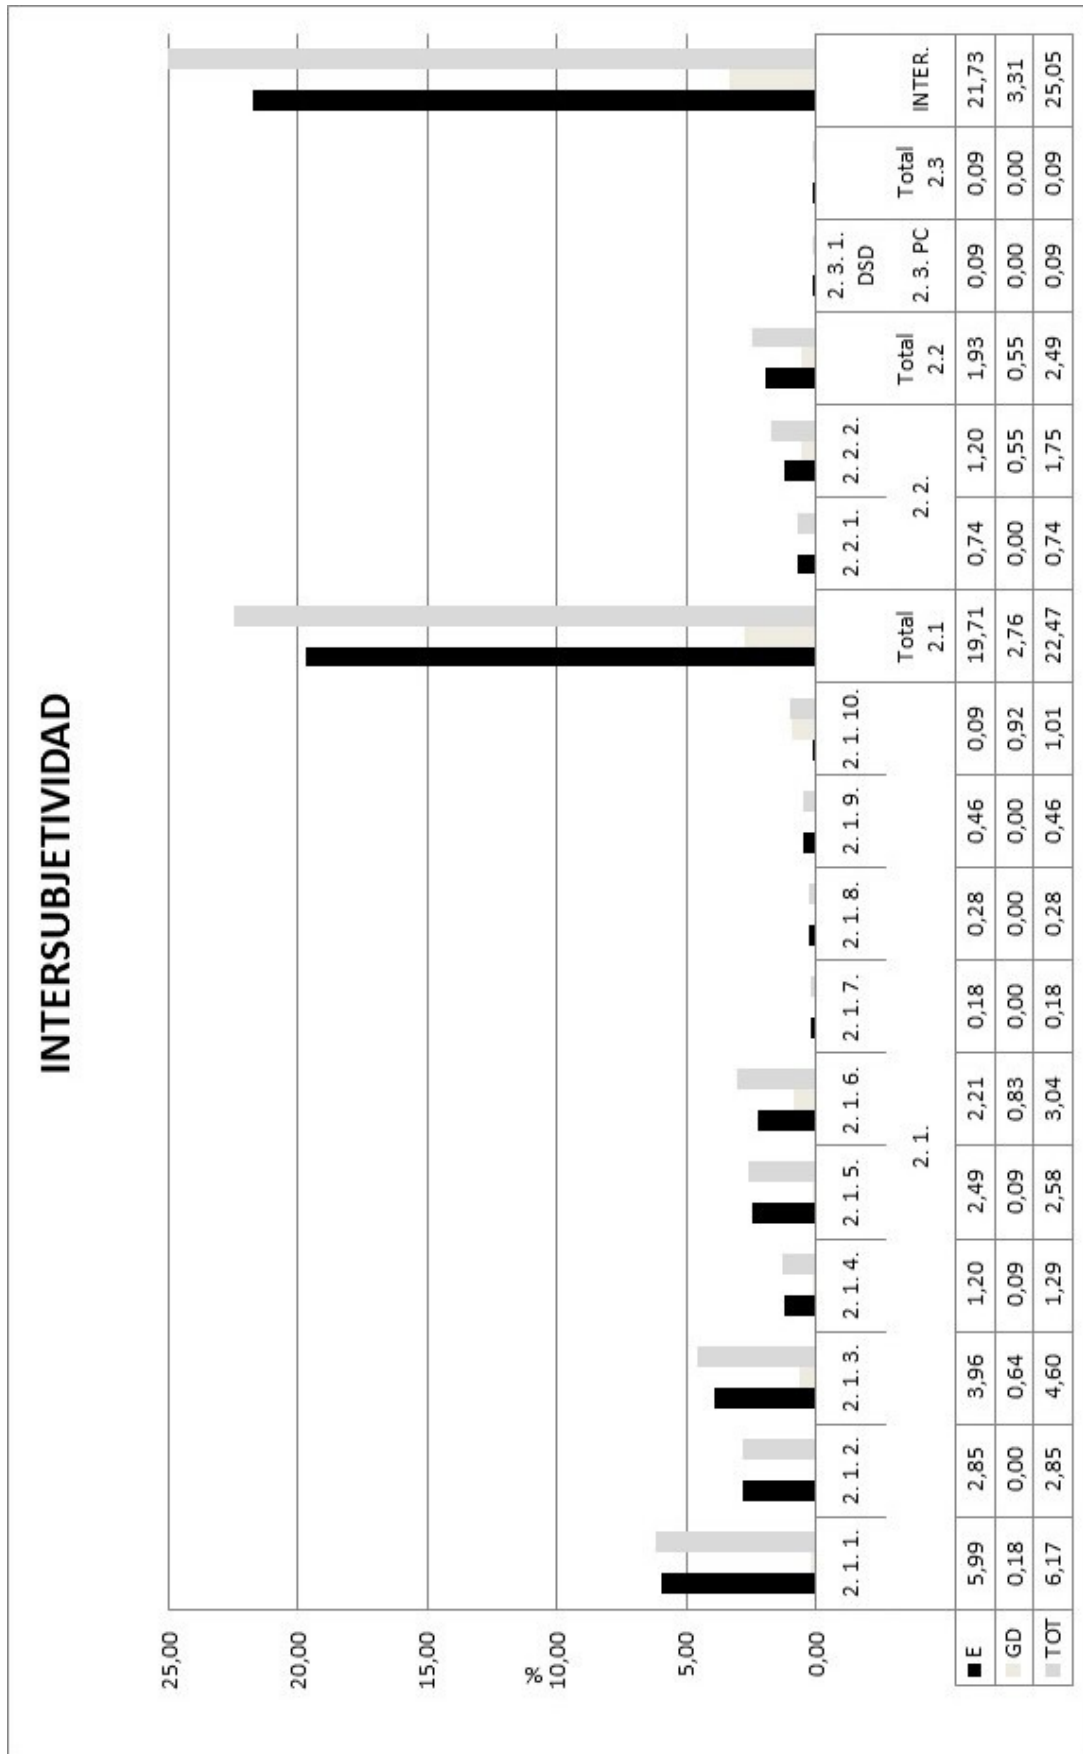 INTERSUBJETIVIDAD
25,00
20,00
15,00
%
10,00
5,00
0,00
2. 1. 1. 2. 1. 2. 2. 1. 3. 2. 1. 4. 2. 1. 5. 2. 1. 6. 2. 1. 7. 2. 1. 8. 2. 1. 9. 2. 1. 10. 2. 2. 1. 2. 2. 2. 2. 3. 1. DSD
2. 1. Total 2.1 2. 2. Total 2.2 2. 3. PC Total 2.3 INTER.
E 5,99 2,85 3,96 1,20 2,49 2,21 0,18 0,28 0,46 0,09 19,71 0,74 1,20 1,93 0,09 0,09 21,73
GD 0,18 0,00 0,64 0,09 0,09 0,83 0,00 0,00 0,00 0,92 2,76 0,00 0,55 0,55 0,00 0,00 3,31
TOT 6,17 2,85 4,60 1,29 2,58 3,04 0,18 0,28 0,46 1,01 22,47 0,74 1,75 2,49 0,09 0,09 25,05